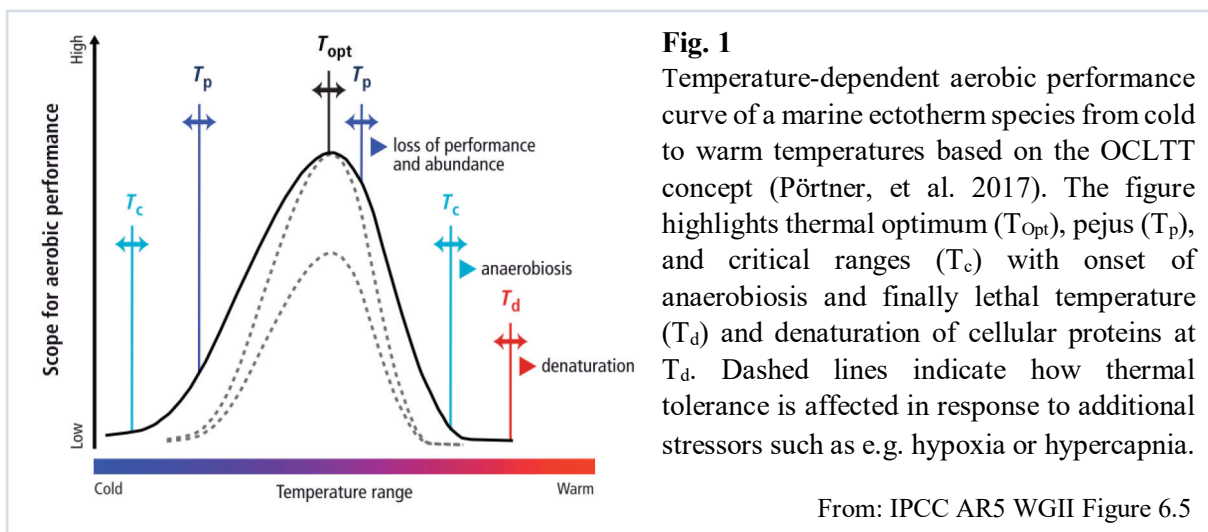 High
Scope for aerobic performance
Low
T_opt
T_p
T_p
loss of performance
and abundance
T_c
T_c
anaerobiosis
T_d
denaturation
Cold
Temperature range
Warm
Fig. 1
Temperature-dependent aerobic performance
curve of a marine ectotherm species from cold
to warm temperatures based on the OCLTT
concept (Pörtner, et al. 2017). The figure
highlights thermal optimum (T_Opt), pejus (T_p),
and critical ranges (T_c) with onset of
anaerobiosis and finally lethal temperature
(T_d) and denaturation of cellular proteins at
T_d. Dashed lines indicate how thermal
tolerance is affected in response to additional
stressors such as e.g. hypoxia or hypercapnia.
From: IPCC AR5 WGII Figure 6.5